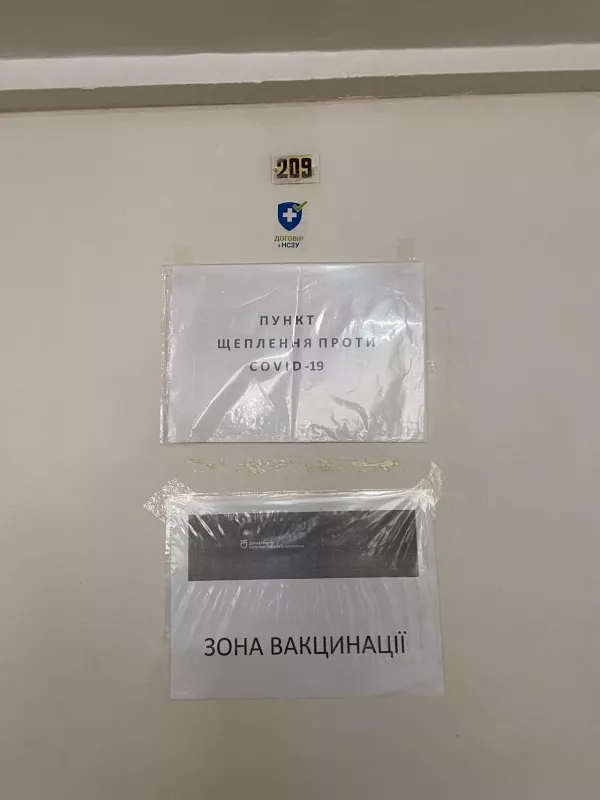 209
ДОГОВІР
з НСЗУ
ПУНКТ
ЩЕПЛЕННЯ ПРОТИ
COVID-19
ЗОНА ВАКЦИНАЦІЇ